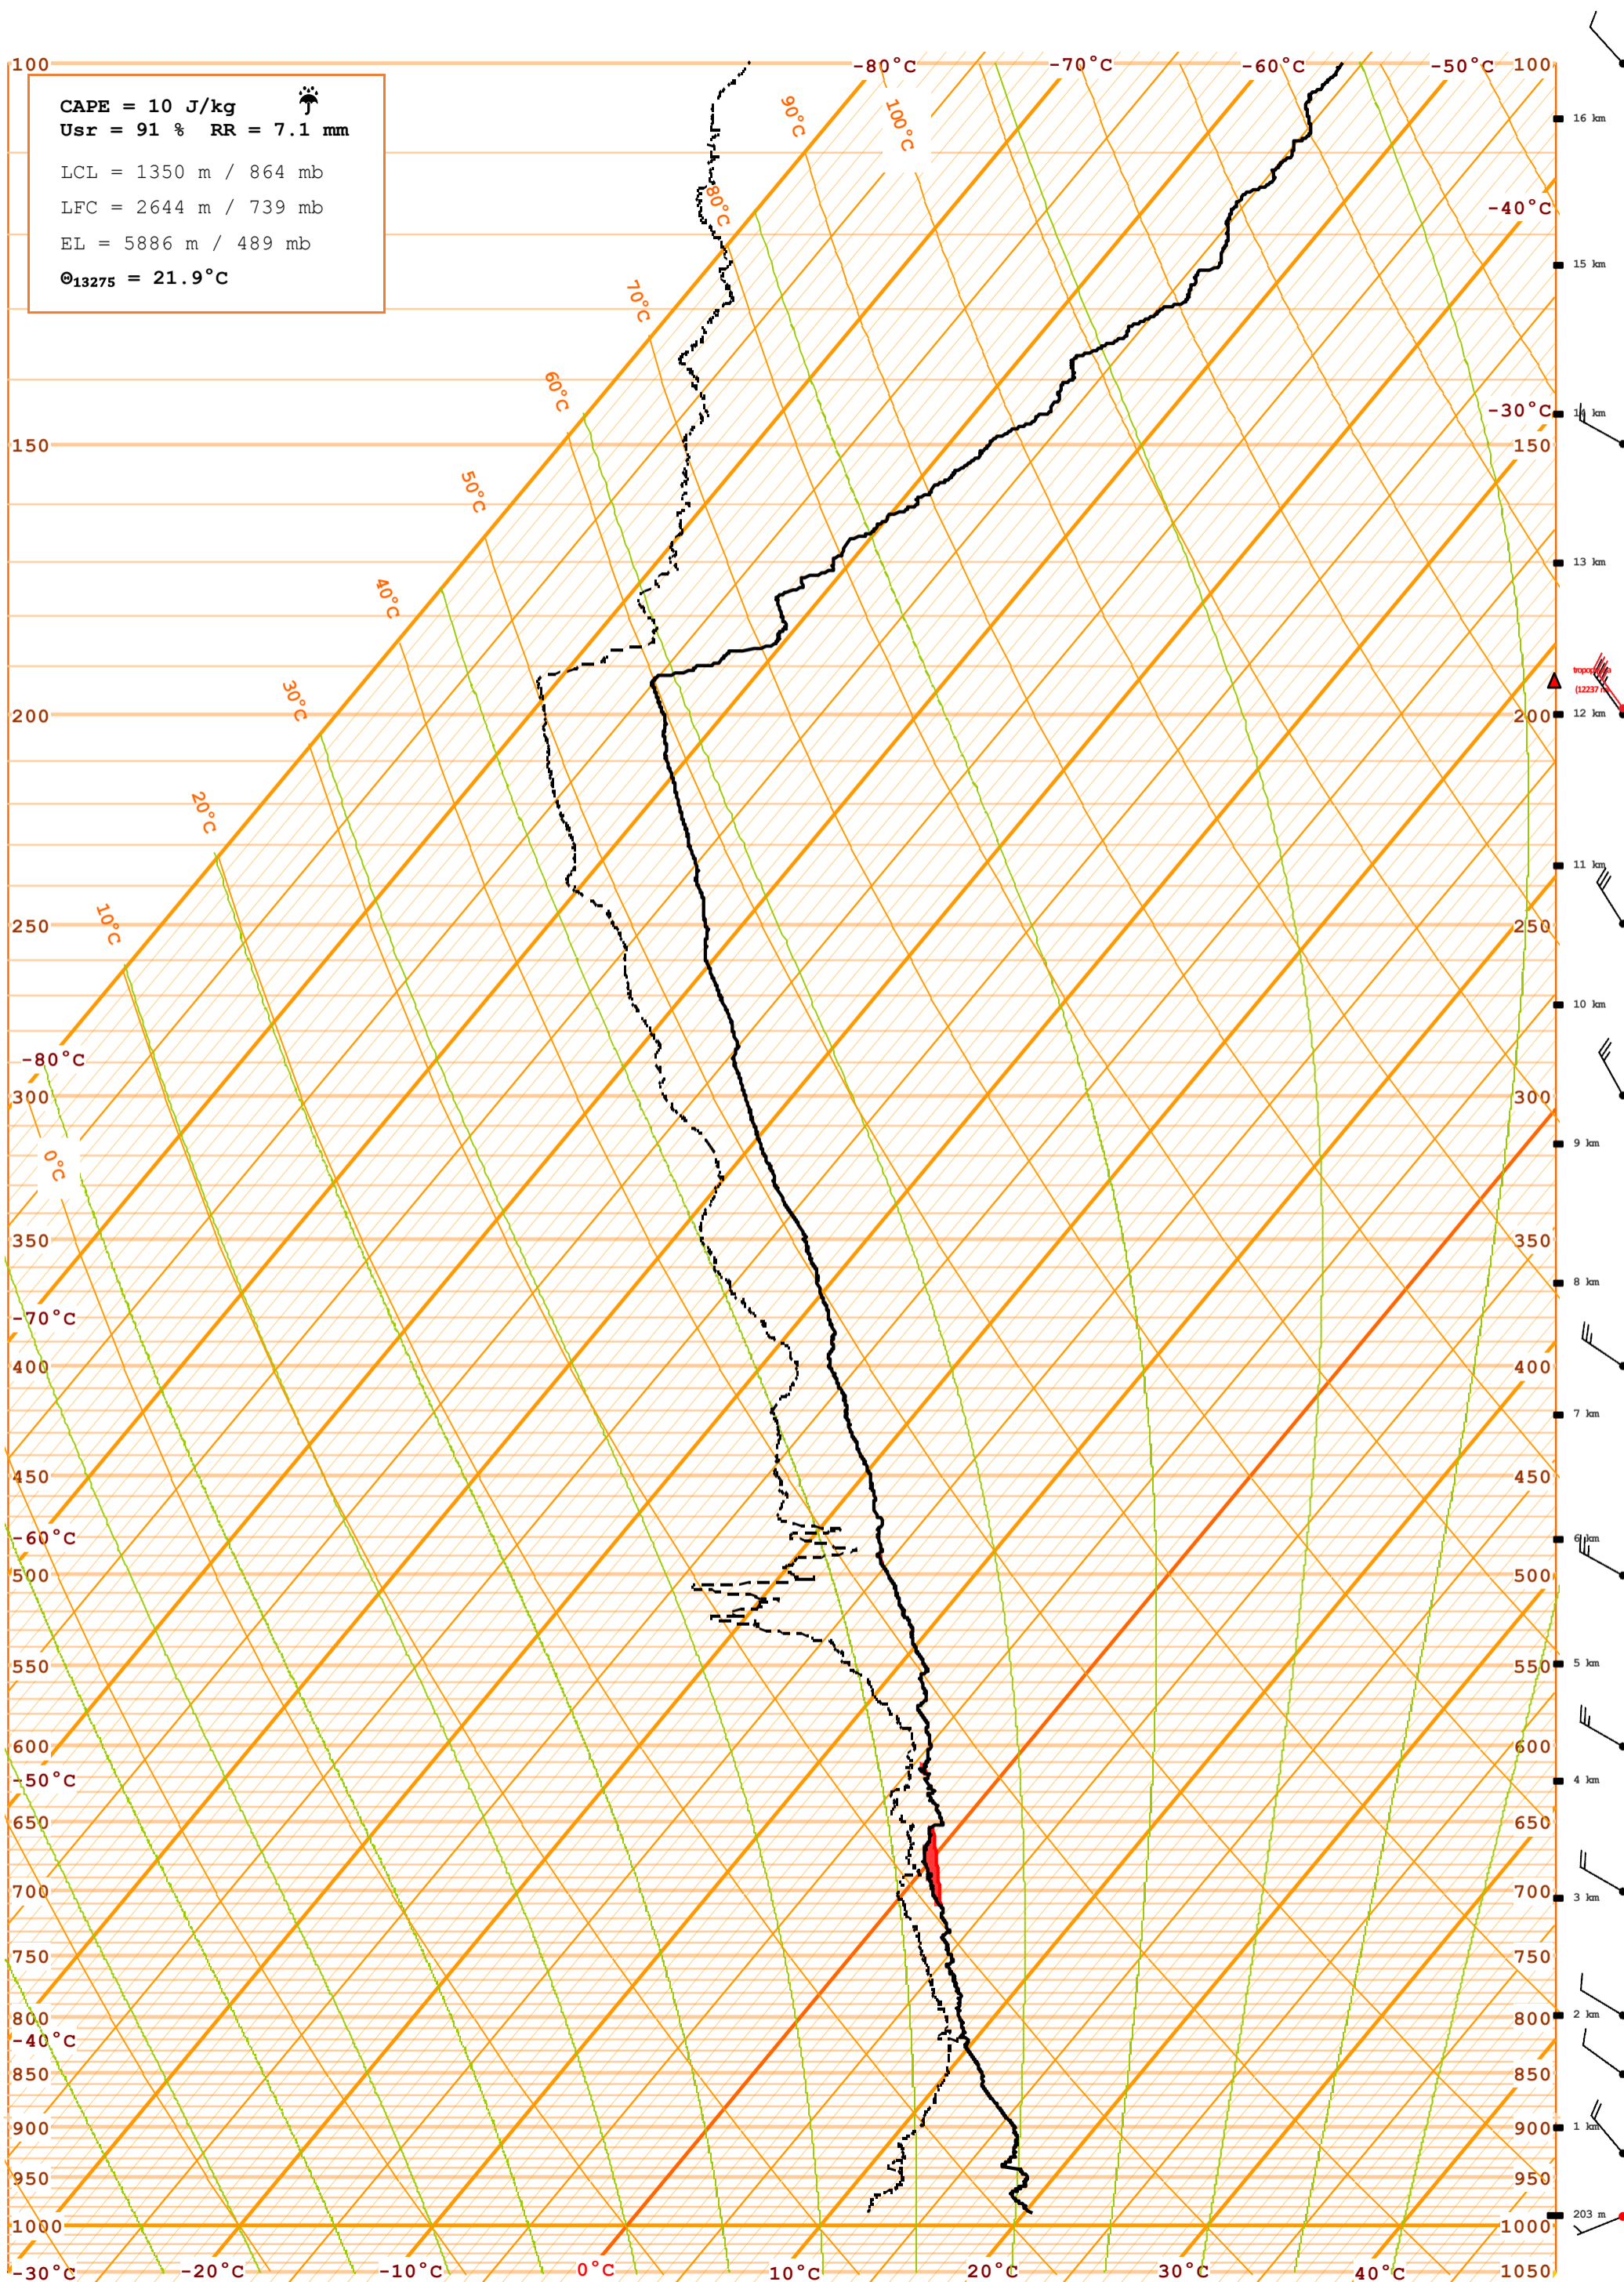 100 -80°C -70°C -60°C -50°C 100
CAPE = 10 J/kg
Usr = 91 % RR = 7.1 mm
LCL = 1350 m / 864 mb
LFC = 2644 m / 739 mb
EL = 5886 m / 489 mb
Θ13275 = 21.9°C
90°C 100°C
16 km
80°C -40°C
15 km
70°C
60°C -30°C
14 km
150 150
50°C
13 km
40°C
30°C
(12237 m
200 200 12 km
20°C
11 km
10°C
250 250
10 km
-80°C
300 300
9 km
0°C
350 350
8 km
-70°C
400 400
7 km
450 450
-60°C 6 km
500 500
550 550 5 km
600 600
-50°C 4 km
650 650
700 700 3 km
750 750
800 800 2 km
-40°C
850 850
900 900 1 km
950 950
203 m
1000 1000
-30°C -20°C -10°C 0°C 10°C 20°C 30°C 40°C 1050